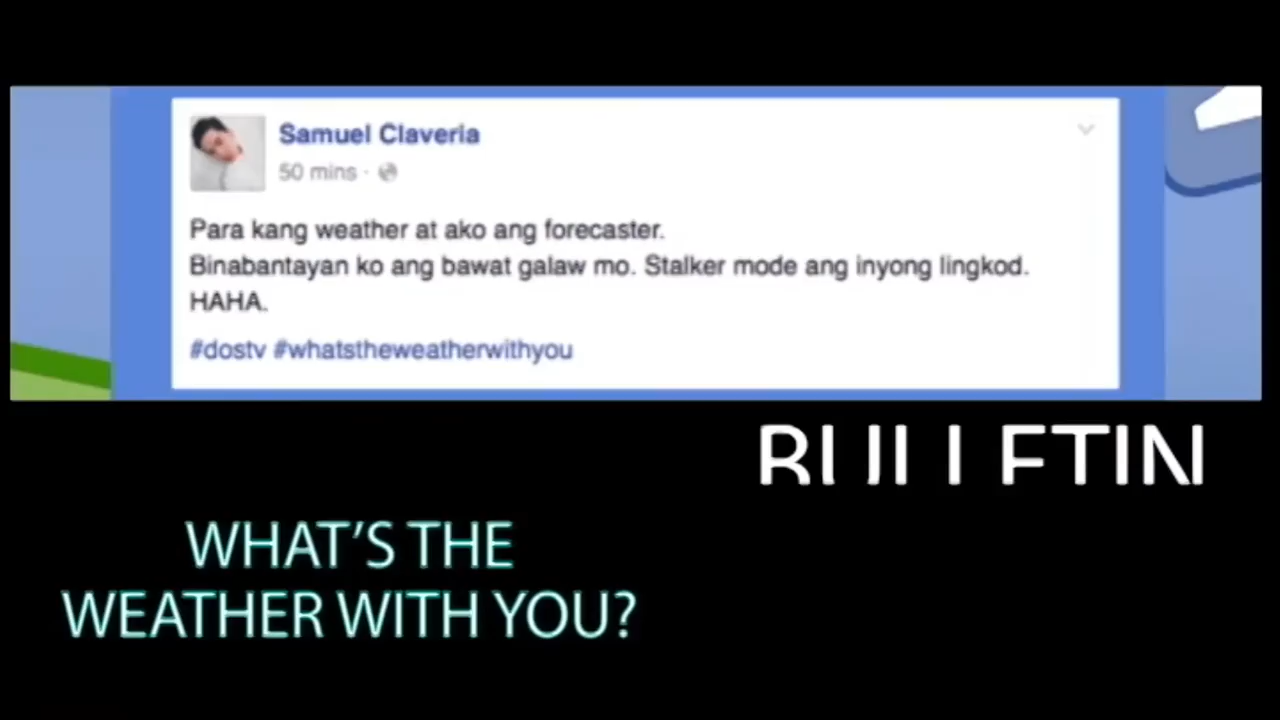 Samuel Claveria
50 mins ·
Para kang weather at ako ang forecaster.
Binabantayan ko ang bawat galaw mo. Stalker mode ang inyong lingkod.
HAHA.
#dostv #whatstheweatherwithyou
BULLETIN
WHAT'S THE
WEATHER WITH YOU?